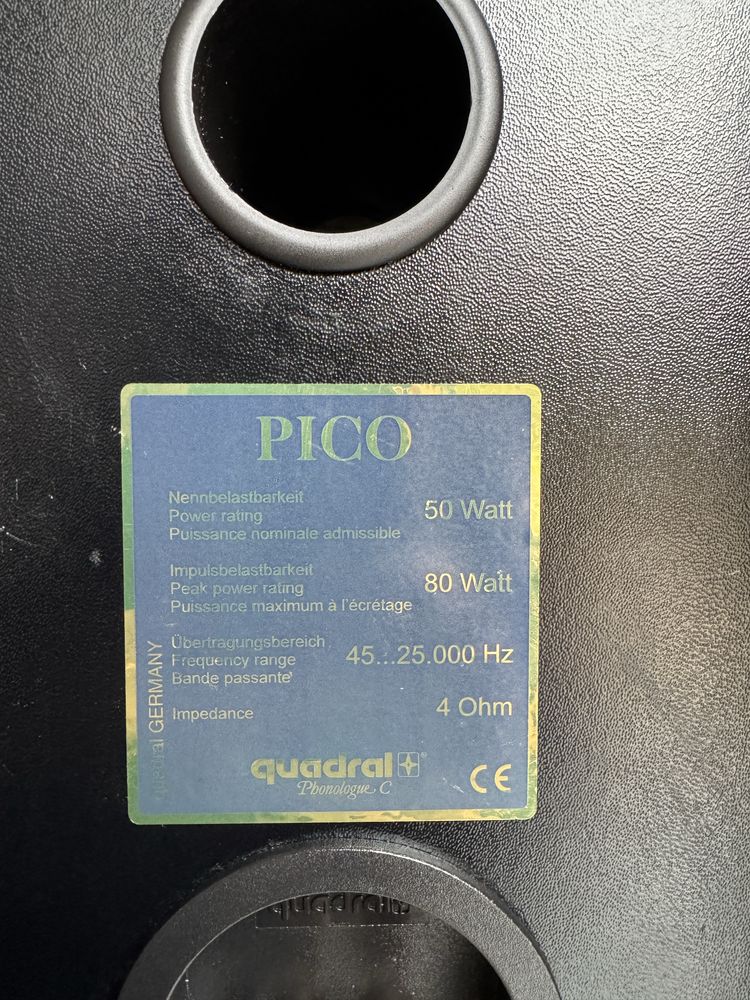 PICO
Nennbelastbarkeit
Power rating 50 Watt
Puissance nominale admissible
Impulsbelastbarkeit
Peak power rating 80 Watt
Puissance maximum à l'écrêtage
Übertragungsbereich
Frequency range 45...25.000 Hz
Bande passante
Impedance 4 Ohm
quadral GERMANY
quadral ®
Phonologue C
CE
quadral